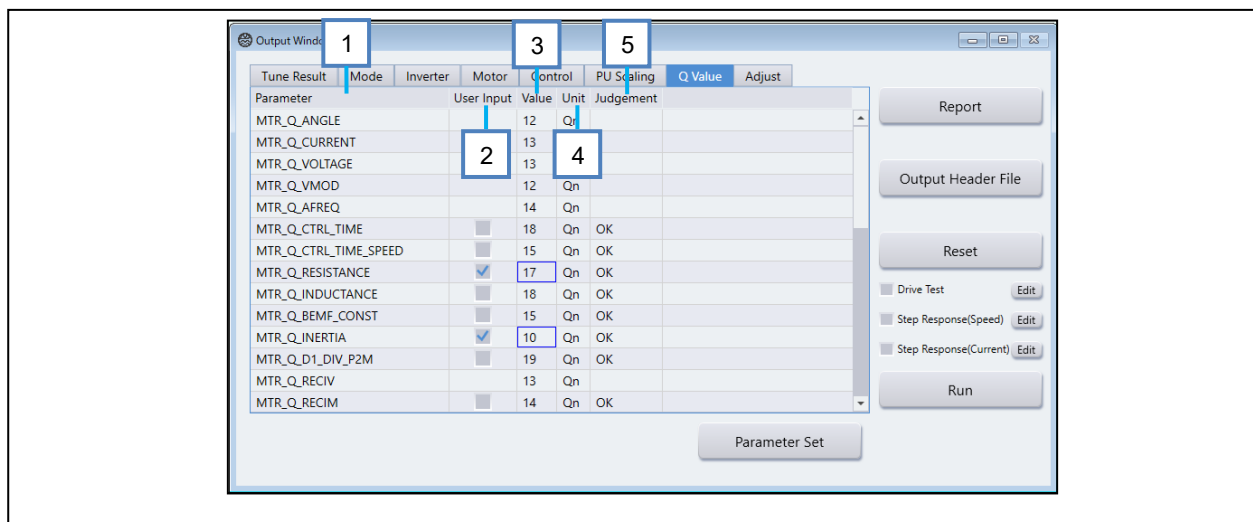 Output Windo
1
3
5
Tune Result Mode Inverter Motor Control PU Scaling Q Value Adjust
Parameter User Input Value Unit Judgement
MTR_Q_ANGLE 12 Qn
MTR_Q_CURRENT 13
MTR_Q_VOLTAGE 13
MTR_Q_VMOD 12 Qn
MTR_Q_AFREQ 14 Qn
MTR_Q_CTRL_TIME 18 Qn OK
MTR_Q_CTRL_TIME_SPEED 15 Qn OK
MTR_Q_RESISTANCE 17 Qn OK
MTR_Q_INDUCTANCE 18 Qn OK
MTR_Q_BEMF_CONST 15 Qn OK
MTR_Q_INERTIA 10 Qn OK
MTR_Q_D1_DIV_P2M 19 Qn OK
MTR_Q_RECIV 13 Qn
MTR_Q_RECIM 14 Qn OK
2
4
Report
Output Header File
Reset
Drive Test Edit
Step Response(Speed) Edit
Step Response(Current) Edit
Run
Parameter Set